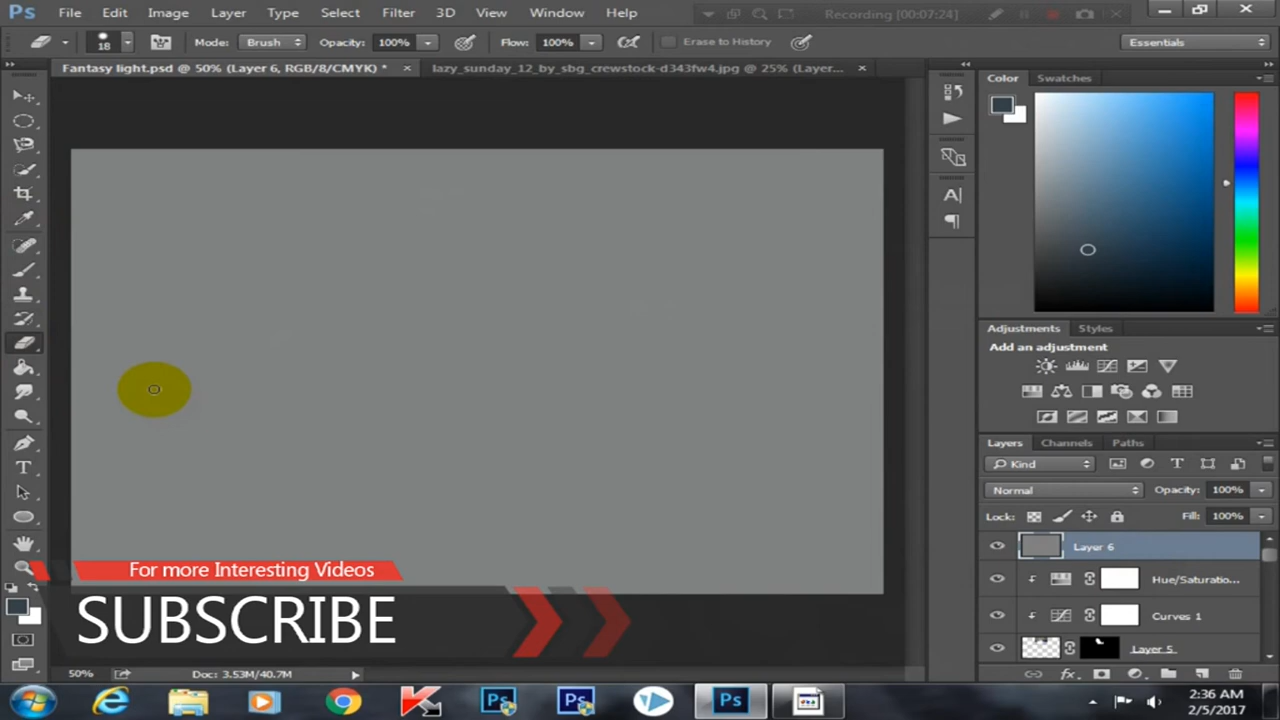 Ps File Edit Image Layer Type Select Filter 3D View Window Help Recording [00:07:24]
18 Mode: Brush Opacity: 100% Flow: 100% Erase to History Essentials
Fantasy light.psd @ 50% (Layer 6, RGB/8/CMYK) * × lazy_sunday_12_by_sbg_crewstock-d343fw4.jpg @ 25% (Layer... ×
Color Swatches
Adjustments Styles
Add an adjustment
Layers Channels Paths
Kind
Normal Opacity: 100%
Lock: Fill: 100%
Layer 6
Hue/Saturatio...
Curves 1
Layer 5
For more Interesting Videos
SUBSCRIBE
50% Doc: 3.53M/40.7M
Ps Ps Ps
2:36 AM
2/5/2017